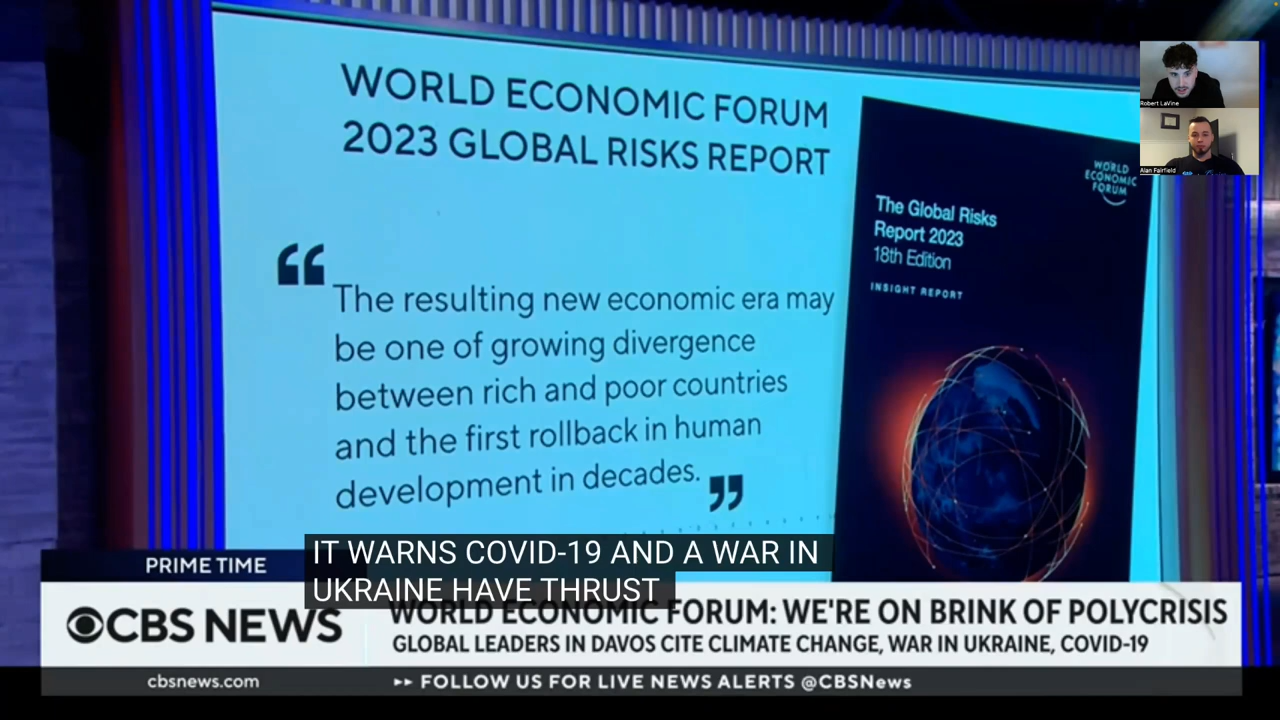 WORLD ECONOMIC FORUM
2023 GLOBAL RISKS REPORT
“
The resulting new economic era may
be one of growing divergence
between rich and poor countries
and the first rollback in human
development in decades.
”
WORLD
ECONOMIC
FORUM
The Global Risks
Report 2023
18th Edition
INSIGHT REPORT
Robert LaVine
Alan Fairfield
IT WARNS COVID-19 AND A WAR IN
UKRAINE HAVE THRUST
PRIME TIME
CBS NEWS
WORLD ECONOMIC FORUM: WE'RE ON BRINK OF POLYCRISIS
GLOBAL LEADERS IN DAVOS CITE CLIMATE CHANGE, WAR IN UKRAINE, COVID-19
cbsnews.com
▸▸ FOLLOW US FOR LIVE NEWS ALERTS @CBSNews